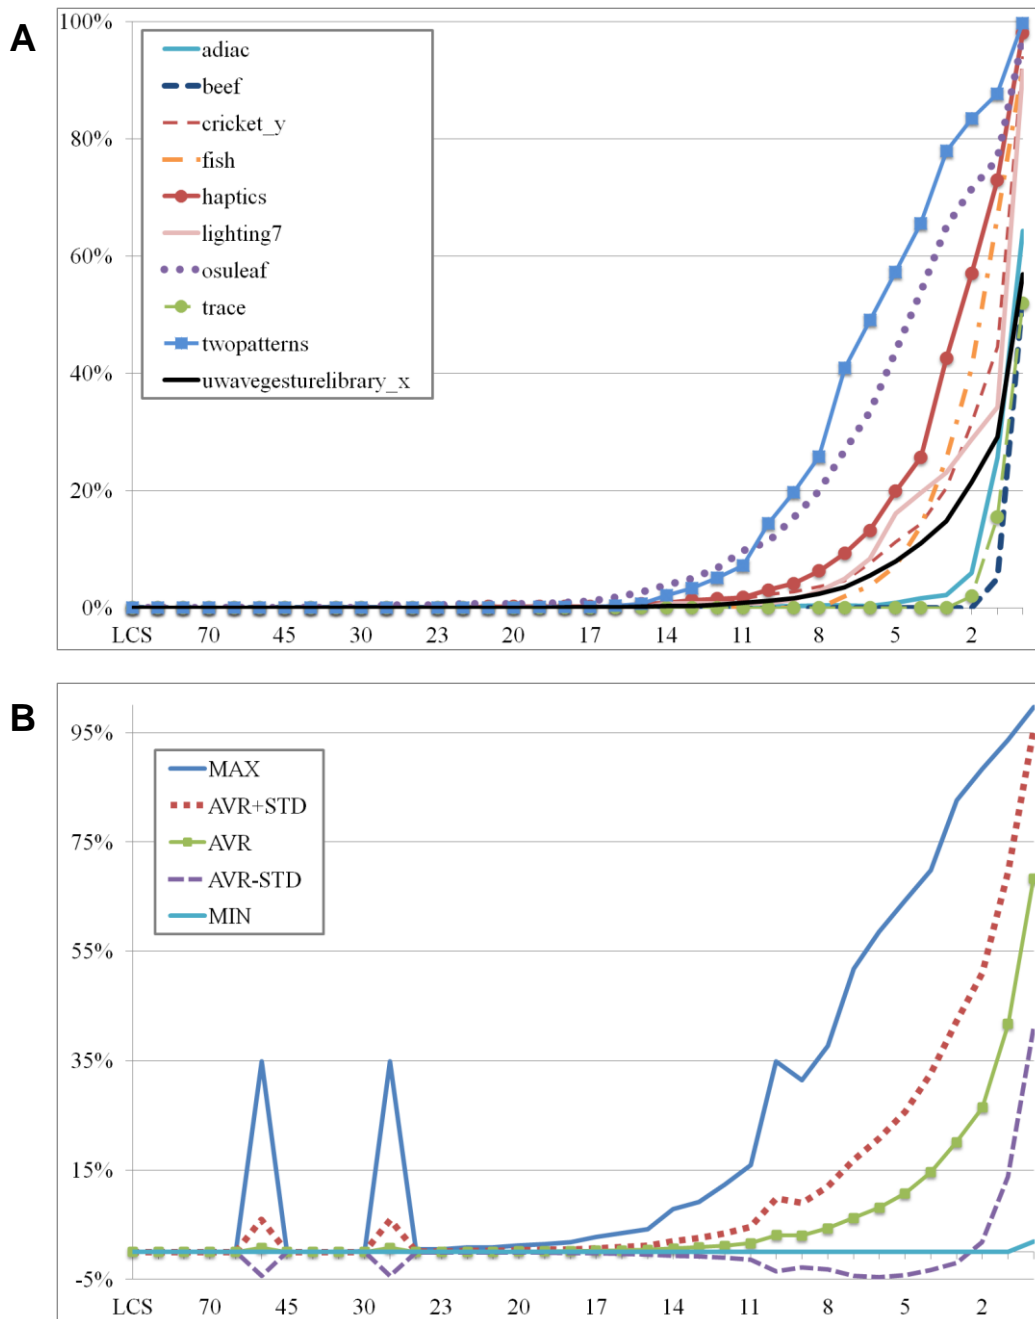 A
100%
80%
60%
40%
20%
0%
adiac
beef
cricket_y
fish
haptics
lighting7
osuleaf
trace
twopatterns
uwavegesturelibrary_x
LCS 70 45 30 23 20 17 14 11 8 5 2
B
95%
75%
55%
35%
15%
-5%
MAX
AVR+STD
AVR
AVR-STD
MIN
LCS 70 45 30 23 20 17 14 11 8 5 2